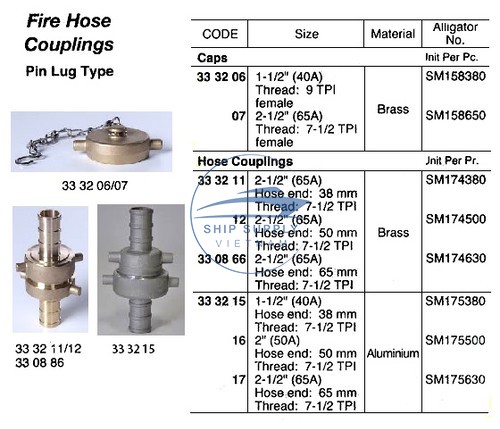 Fire Hose
Couplings
Pin Lug Type
33 32 06/07
33 32 11/12
33 08 86
33 32 15
CODE Size Material Alligator No.
Caps Unit Per Pc.
33 32 06 1-1/2" (40A) SM158380
Thread: 9 TPI
female
Brass
07 2-1/2" (65A) SM158650
Thread: 7-1/2 TPI
female
Hose Couplings Unit Per Pr.
33 32 11 2-1/2" (65A) SM174380
Hose end: 38 mm
Thread: 7-1/2 TPI
12 2-1/2" (65A) SM174500
Hose end: 50 mm
Brass
Thread: 7-1/2 TPI
33 08 66 2-1/2" (65A) SM174630
Hose end: 65 mm
Thread: 7-1/2 TPI
33 32 15 1-1/2" (40A) SM175380
Hose end: 38 mm
Thread: 7-1/2 TPI
16 2" (50A) SM175500
Hose end: 50 mm Aluminium
Thread: 7-1/2 TPI
17 2-1/2" (65A) SM175630
Hose end: 65 mm
Thread: 7-1/2 TPI
SHIP SUPPLY
VIETNAM